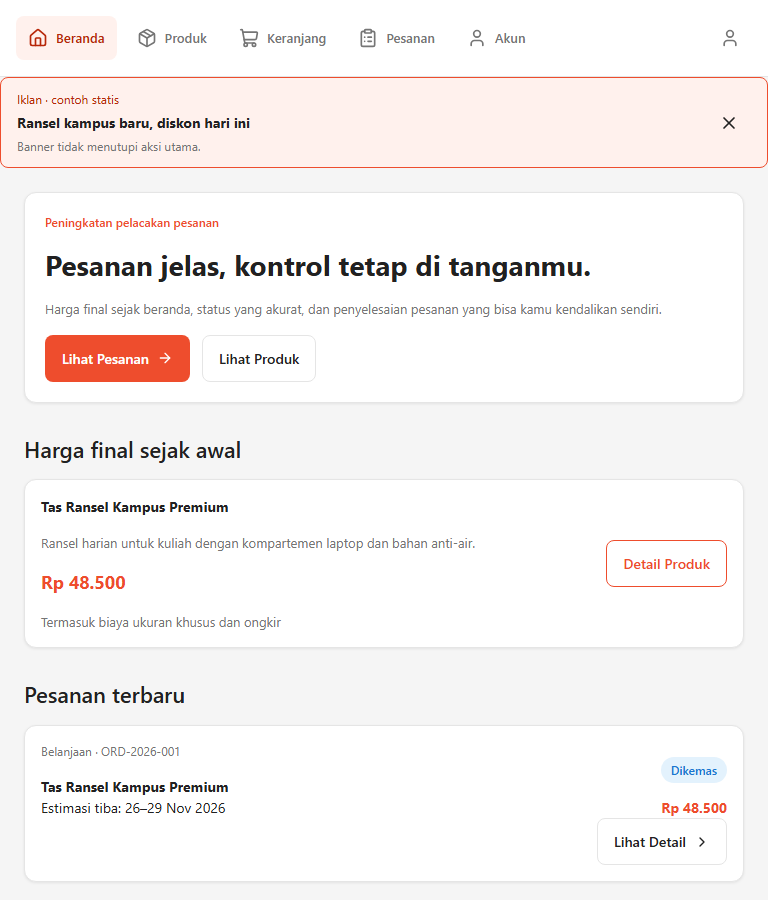 Beranda
Produk
Keranjang
Pesanan
Akun
Iklan · contoh statis
Ransel kampus baru, diskon hari ini
Banner tidak menutupi aksi utama.
Peningkatan pelacakan pesanan
Pesanan jelas, kontrol tetap di tanganmu.
Harga final sejak beranda, status yang akurat, dan penyelesaian pesanan yang bisa kamu kendalikan sendiri.
Lihat Pesanan
Lihat Produk
Harga final sejak awal
Tas Ransel Kampus Premium
Ransel harian untuk kuliah dengan kompartemen laptop dan bahan anti-air.
Rp 48.500
Termasuk biaya ukuran khusus dan ongkir
Detail Produk
Pesanan terbaru
Belanjaan · ORD-2026-001
Tas Ransel Kampus Premium
Estimasi tiba: 26–29 Nov 2026
Dikemas
Rp 48.500
Lihat Detail